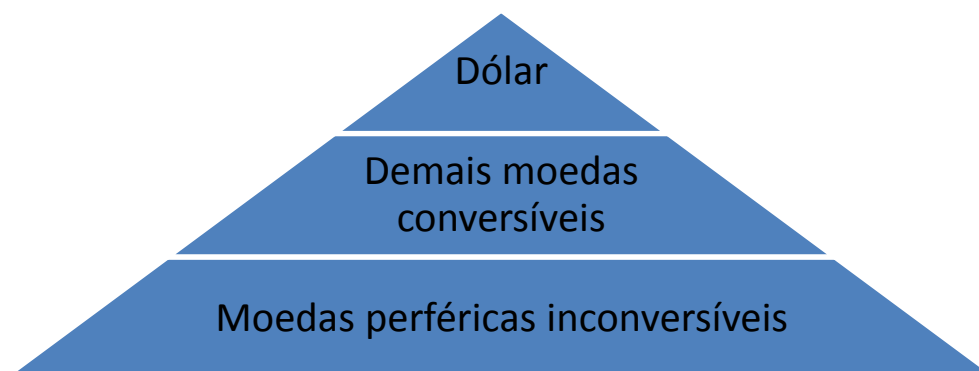 Dólar
Demais moedas
conversíveis
Moedas perféricas inconversíveis